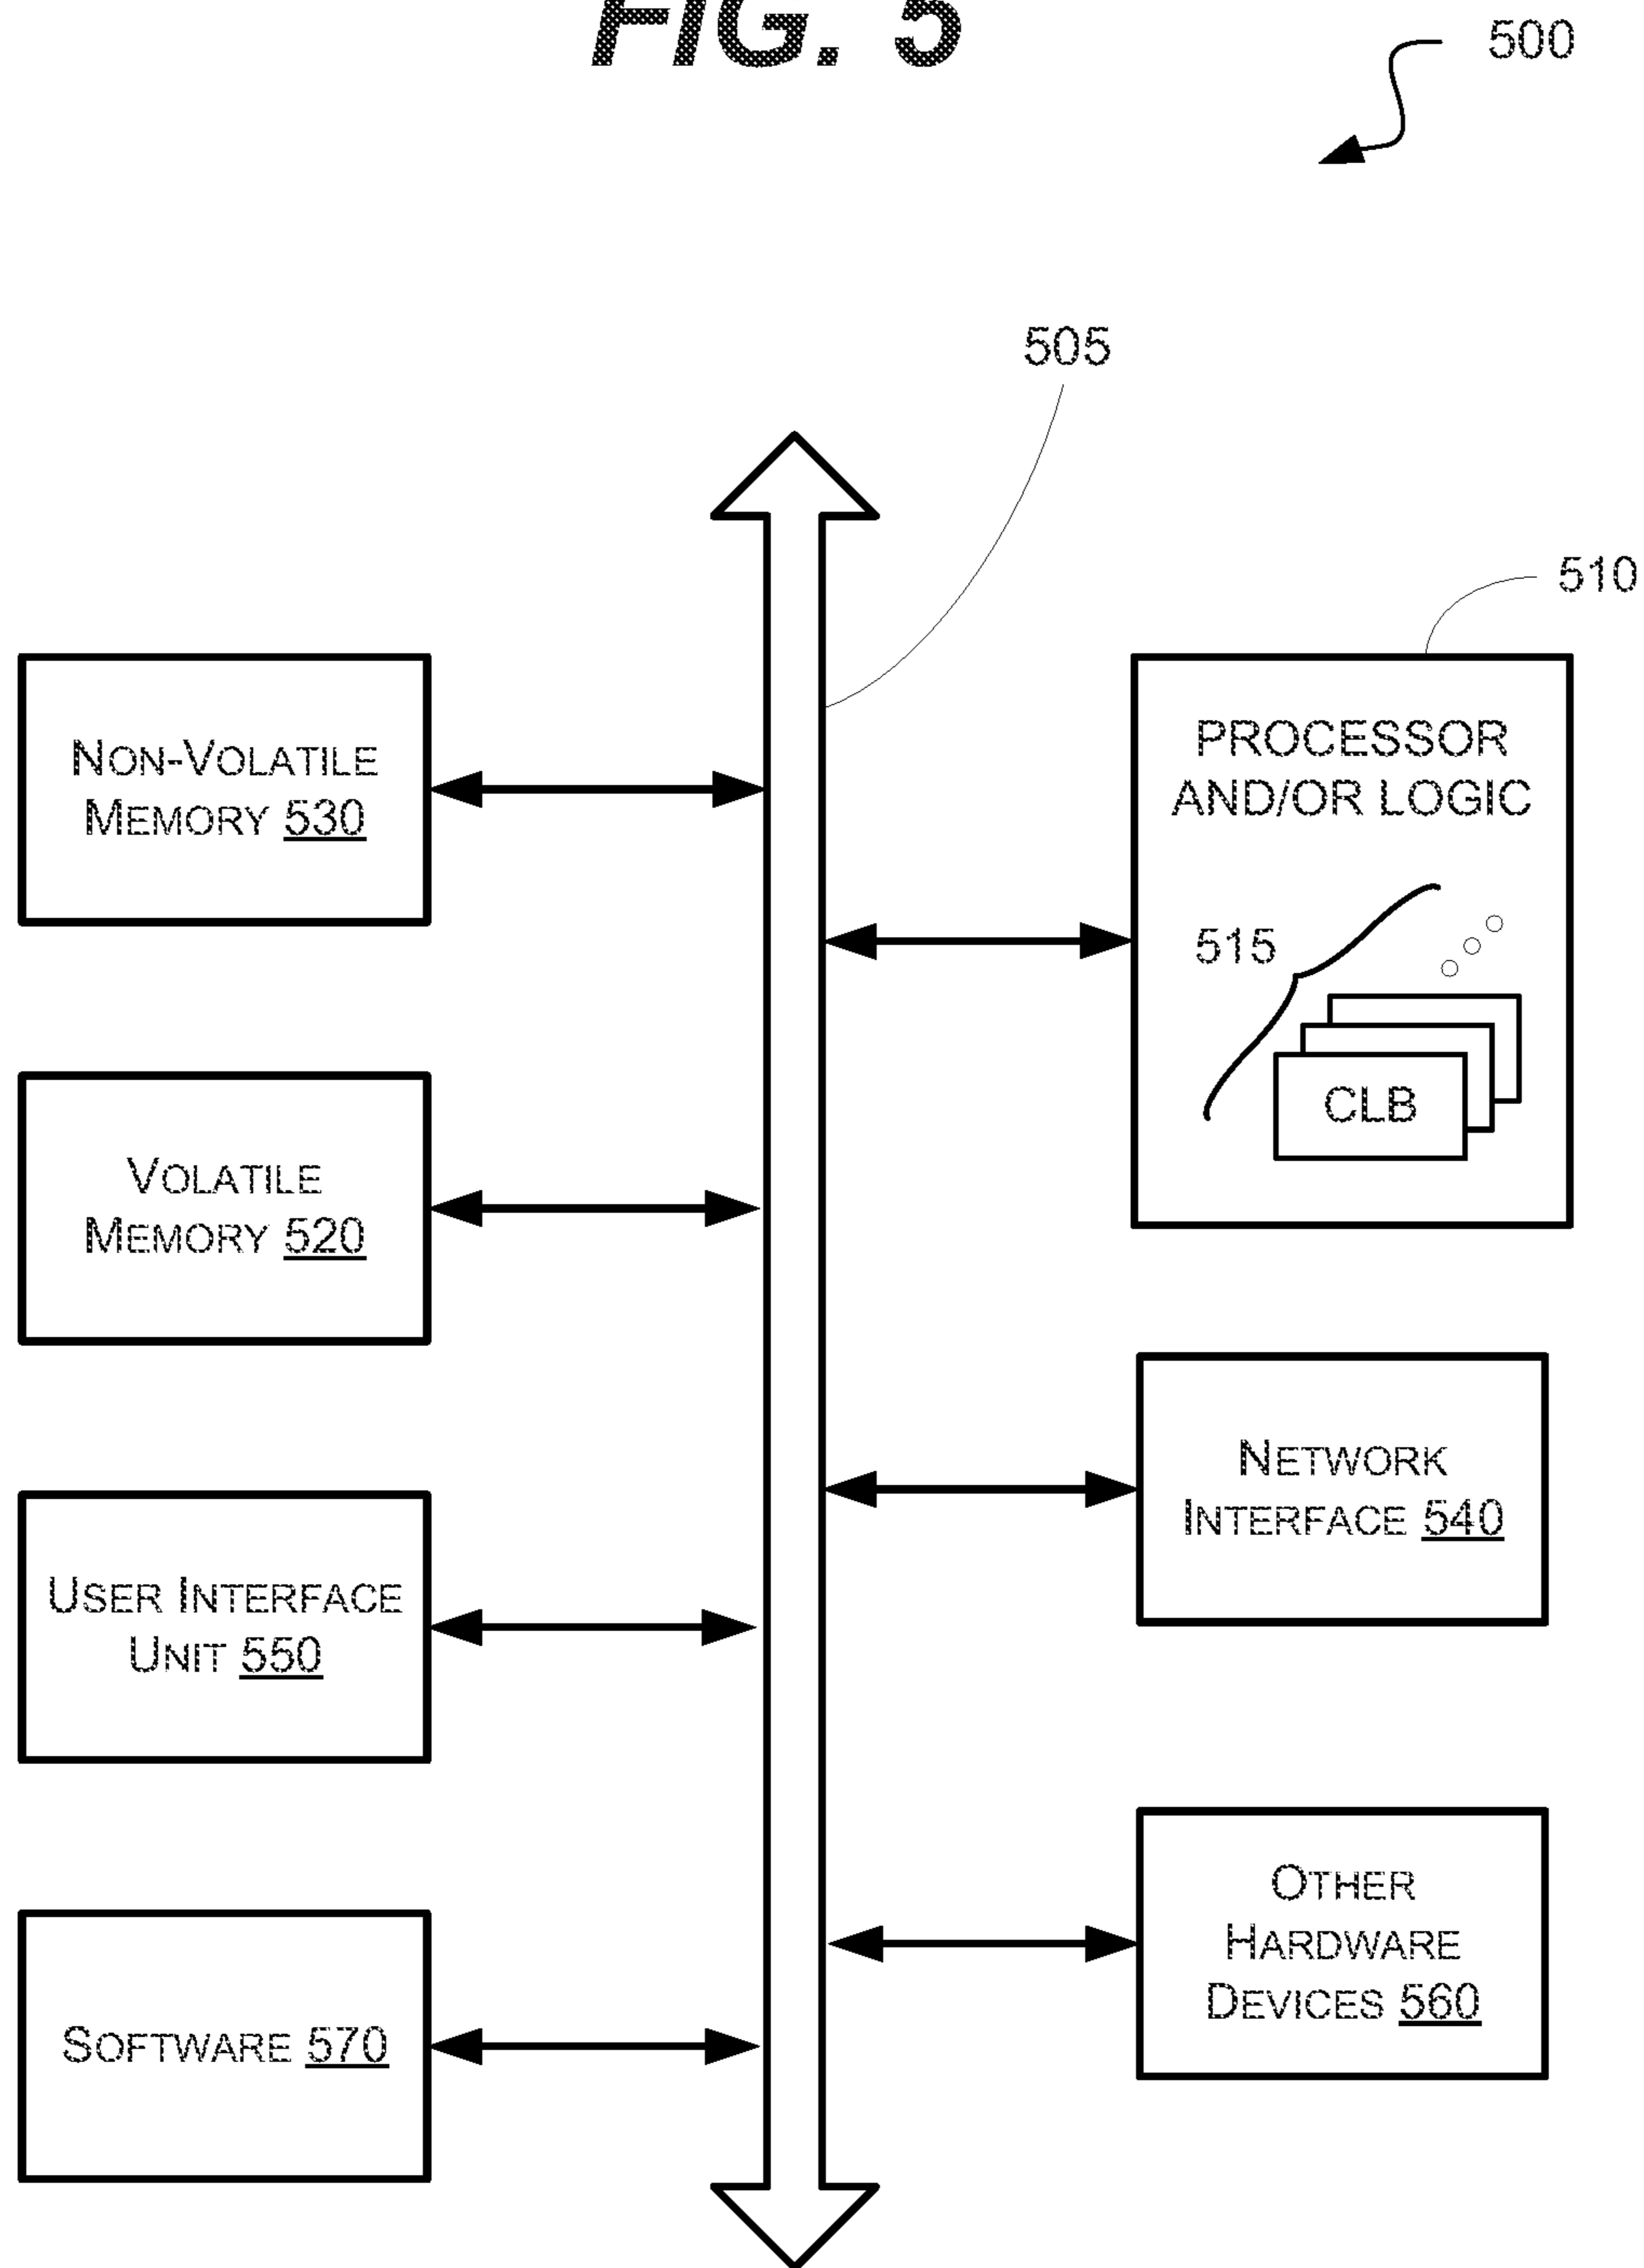 FIG. 5
500
505
510
NON-VOLATILE
MEMORY 530
PROCESSOR
AND/OR LOGIC
515
CLB
VOLATILE
MEMORY 520
NETWORK
INTERFACE 540
USER INTERFACE
UNIT 550
OTHER
HARDWARE
DEVICES 560
SOFTWARE 570